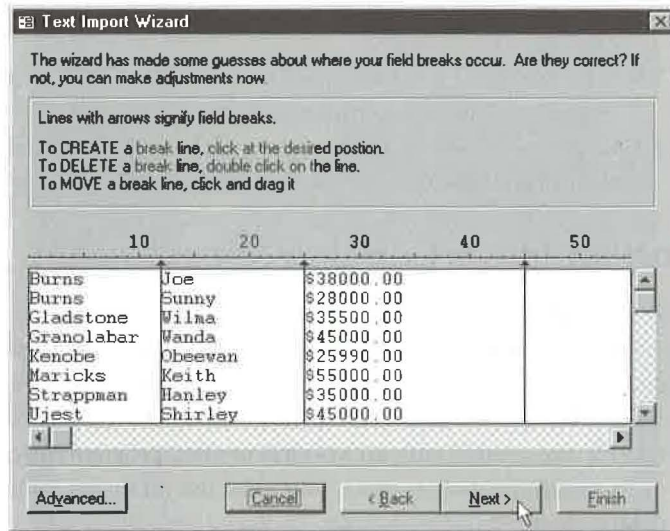 Text Import Wizard
The wizard has made some guesses about where your field breaks occur. Are they correct? If
not, you can make adjustments now.
Lines with arrows signify field breaks.
To CREATE a break line, click at the desired postion.
To DELETE a break line, double click on the line.
To MOVE a break line, click and drag it
10 20 30 40 50
Burns Joe $38000.00
Burns Sunny $28000.00
Gladstone Wilma $35500.00
Granolabar Wanda $45000.00
Kenobe Obeewan $25990.00
Maricks Keith $55000.00
Strappman Hanley $35000.00
Ujest Shirley $45000.00
Advanced... Cancel < Back Next > Finish